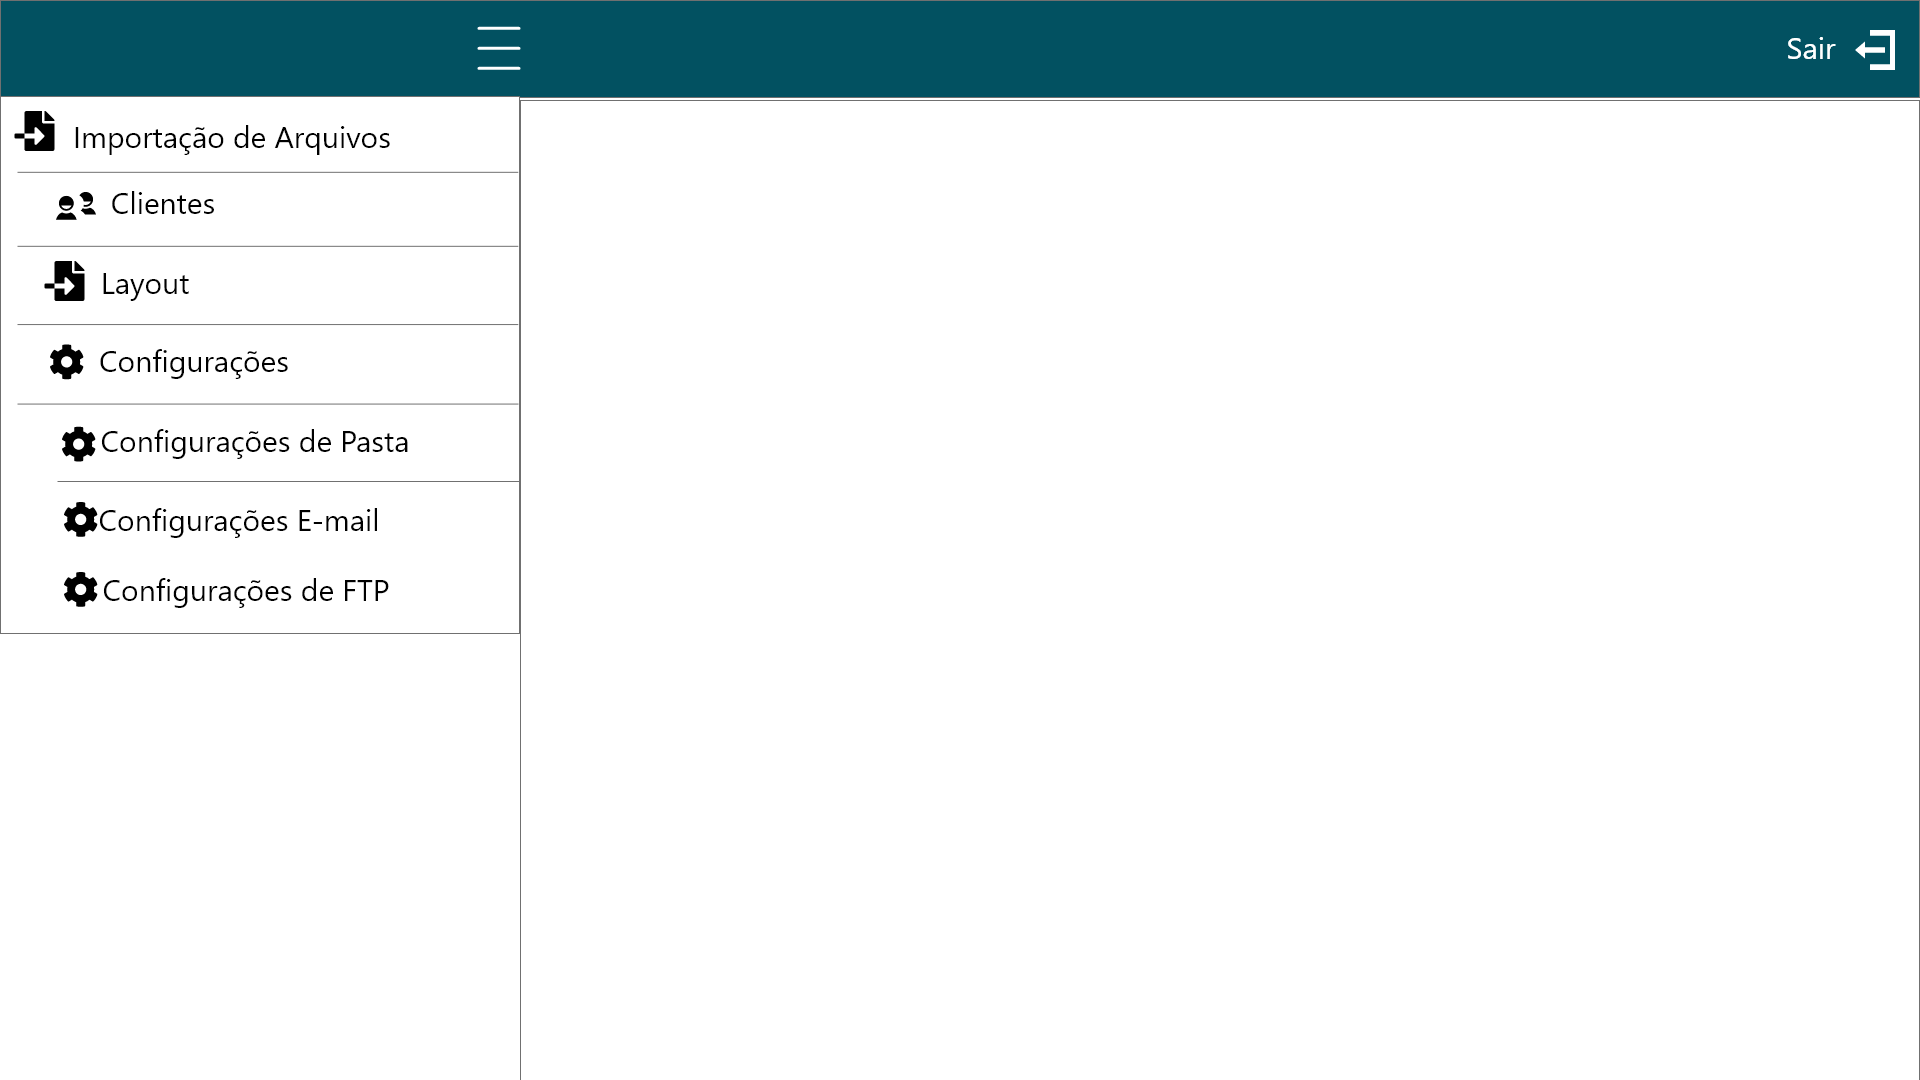 Sair
Importação de Arquivos
Clientes
Layout
Configurações
Configurações de Pasta
Configurações E-mail
Configurações de FTP